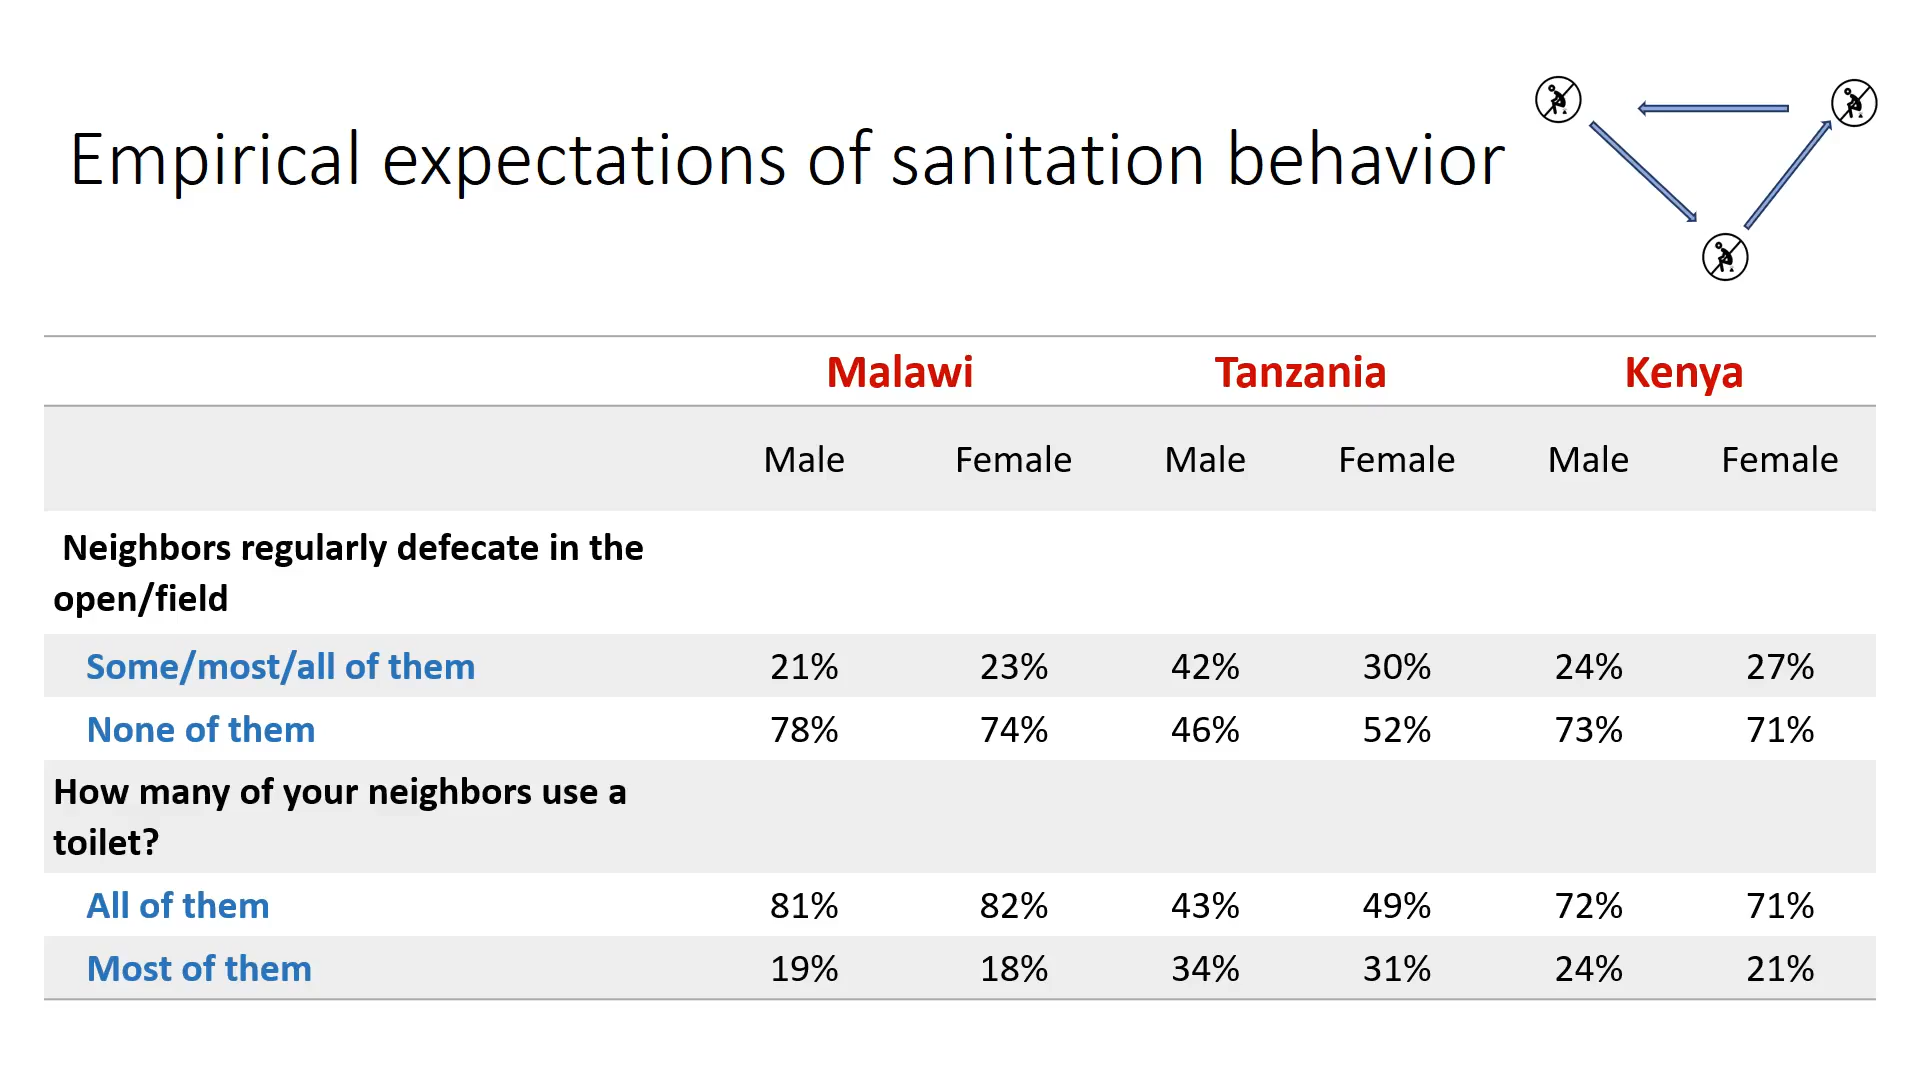 Empirical expectations of sanitation behavior
Malawi Tanzania Kenya
Male Female Male Female Male Female
Neighbors regularly defecate in the
open/field
Some/most/all of them 21% 23% 42% 30% 24% 27%
None of them 78% 74% 46% 52% 73% 71%
How many of your neighbors use a
toilet?
All of them 81% 82% 43% 49% 72% 71%
Most of them 19% 18% 34% 31% 24% 21%